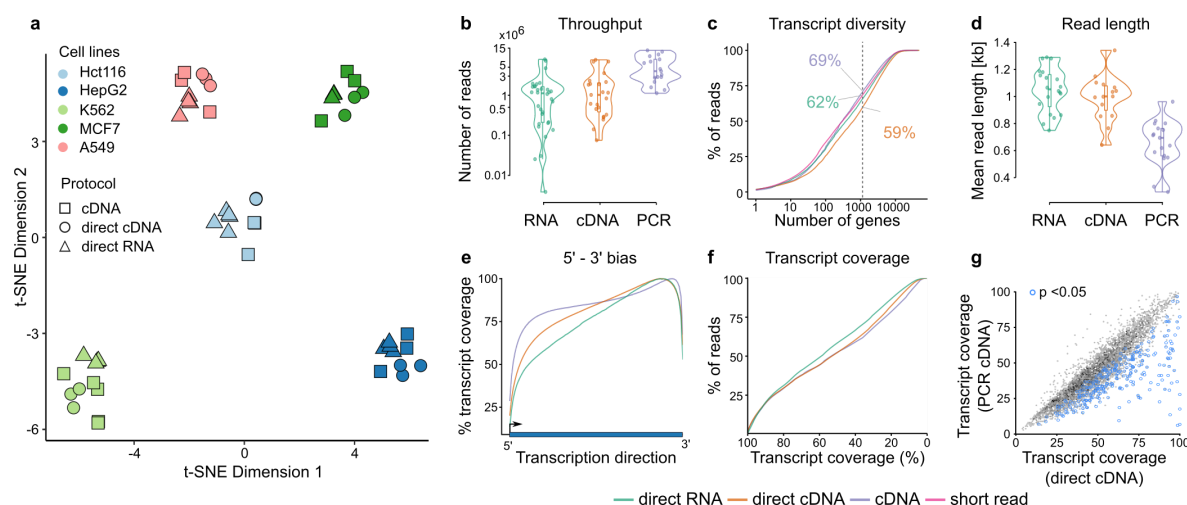 a
Cell lines
Hct116
HepG2
K562
MCF7
A549
Protocol
cDNA
direct cDNA
direct RNA
t-SNE Dimension 2
3
0
-3
-6
-4
0
4
t-SNE Dimension 1
b
Throughput
x10⁶
Number of reads
15
5
3
1
0.5
0.1
0.01
RNA
cDNA
PCR
c
Transcript diversity
% of reads
100
75
50
25
0
69%
62%
59%
1
10
100
1000
10000
Number of genes
d
Read length
Mean read length [kb]
1.4
1.2
1
0.8
0.6
0.4
RNA
cDNA
PCR
e
5' - 3' bias
% transcript coverage
100
75
50
25
5'
3'
Transcription direction
f
Transcript coverage
% of reads
100
75
50
25
0
100
80
60
40
20
0
Transcript coverage (%)
g
p <0.05
Transcript coverage
(PCR cDNA)
100
75
50
25
0
0
25
50
75
100
Transcript coverage
(direct cDNA)
direct RNA
direct cDNA
cDNA
short read